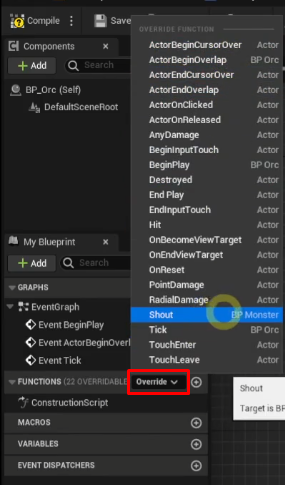 Compile
Save
Components
Add
Search
BP_Orc (Self)
DefaultSceneRoot
My Blueprint
Add
Search
GRAPHS
EventGraph
Event BeginPlay
Event ActorBeginOverl
Event Tick
FUNCTIONS (22 OVERRIDABLE
Override
ConstructionScript
MACROS
VARIABLES
EVENT DISPATCHERS
OVERRIDE FUNCTION
ActorBeginCursorOver Actor
ActorBeginOverlap BP Orc
ActorEndCursorOver Actor
ActorEndOverlap Actor
ActorOnClicked Actor
ActorOnReleased Actor
AnyDamage Actor
BeginInputTouch Actor
BeginPlay BP Orc
Destroyed Actor
End Play Actor
EndInputTouch Actor
Hit Actor
OnBecomeViewTarget Actor
OnEndViewTarget Actor
OnReset Actor
PointDamage Actor
RadialDamage Actor
Shout BP Monster
Tick BP Orc
TouchEnter Actor
TouchLeave Actor
Shout
Target is BP